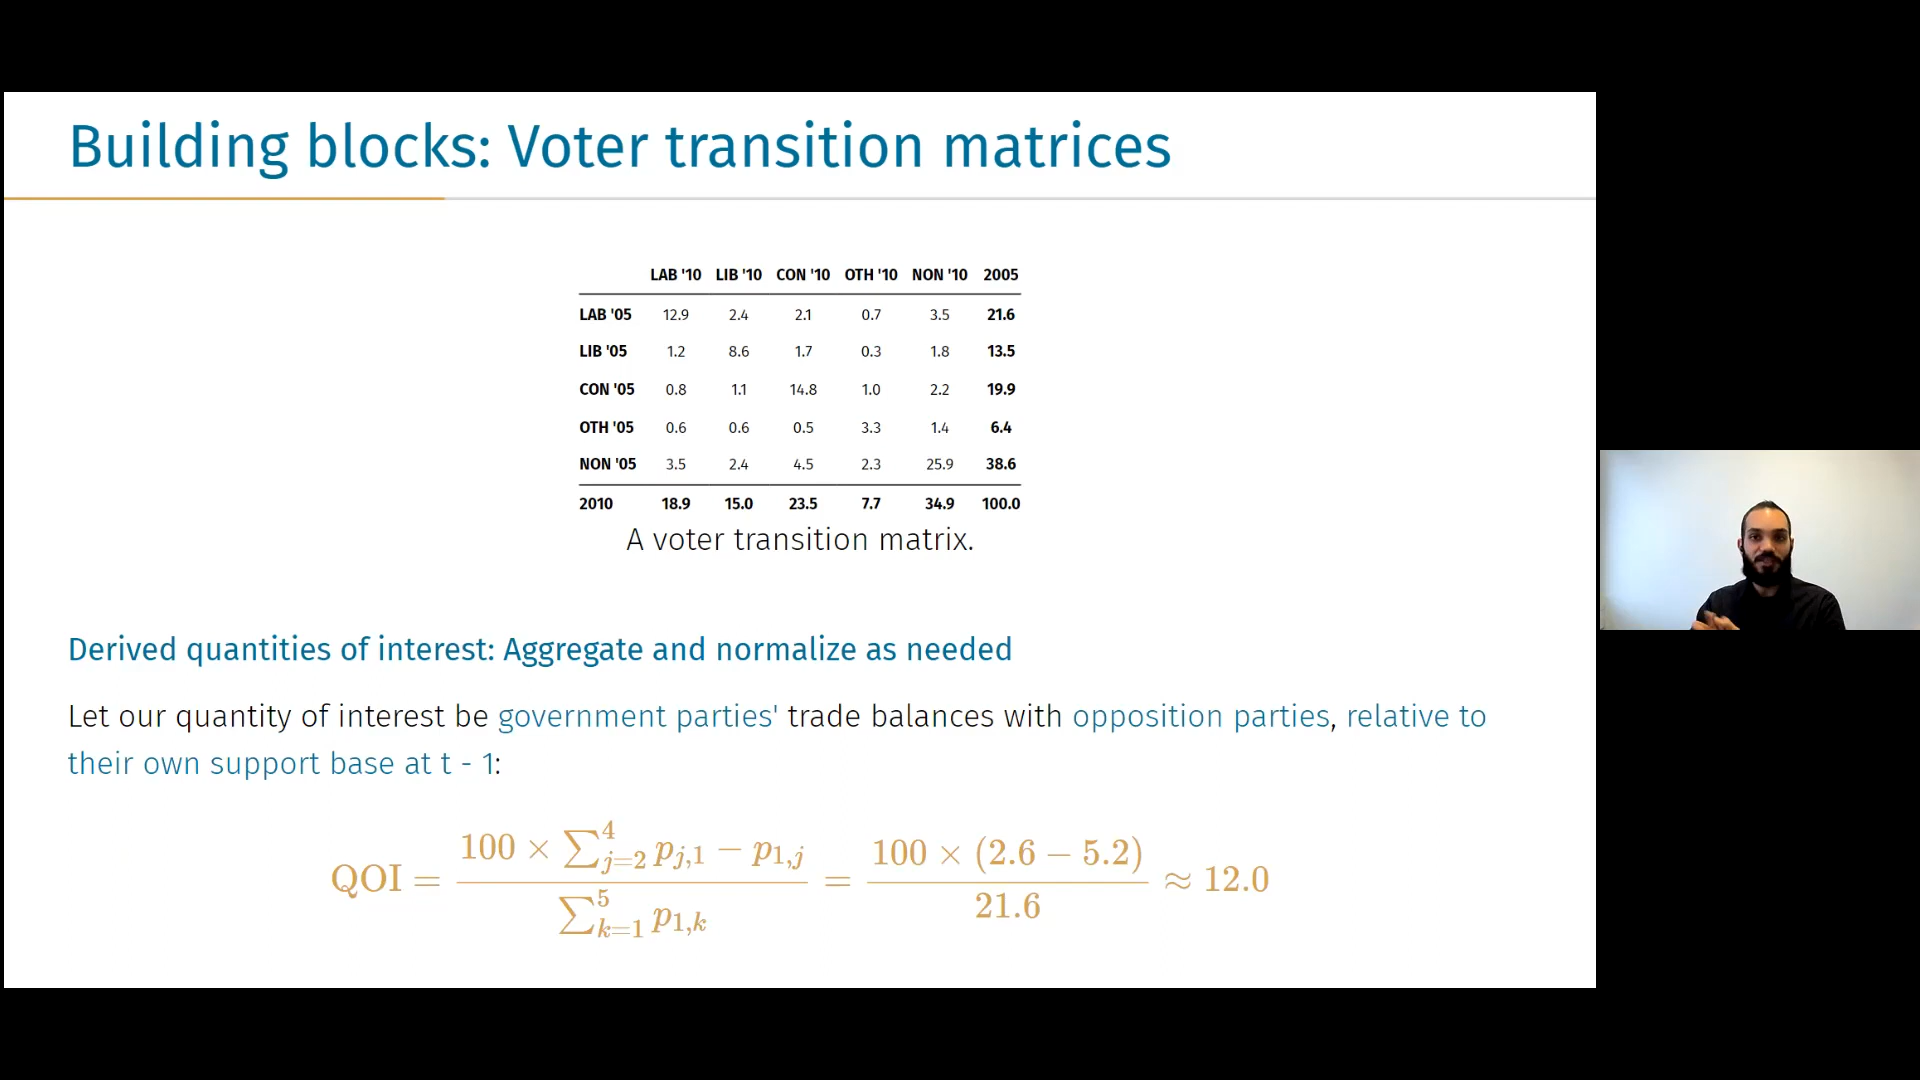 Building blocks: Voter transition matrices
LAB '10 LIB '10 CON '10 OTH '10 NON '10 2005
LAB '05 12.9 2.4 2.1 0.7 3.5 21.6
LIB '05 1.2 8.6 1.7 0.3 1.8 13.5
CON '05 0.8 1.1 14.8 1.0 2.2 19.9
OTH '05 0.6 0.6 0.5 3.3 1.4 6.4
NON '05 3.5 2.4 4.5 2.3 25.9 38.6
2010 18.9 15.0 23.5 7.7 34.9 100.0
A voter transition matrix.
Derived quantities of interest: Aggregate and normalize as needed
Let our quantity of interest be government parties' trade balances with opposition parties, relative to
their own support base at t - 1:
QOI = \frac{100 × \sum_{j=2}^{4} p_{j,1} − p_{1,j}}{\sum_{k=1}^{5} p_{1,k}} = \frac{100 × (2.6 − 5.2)}{21.6} ≈ 12.0